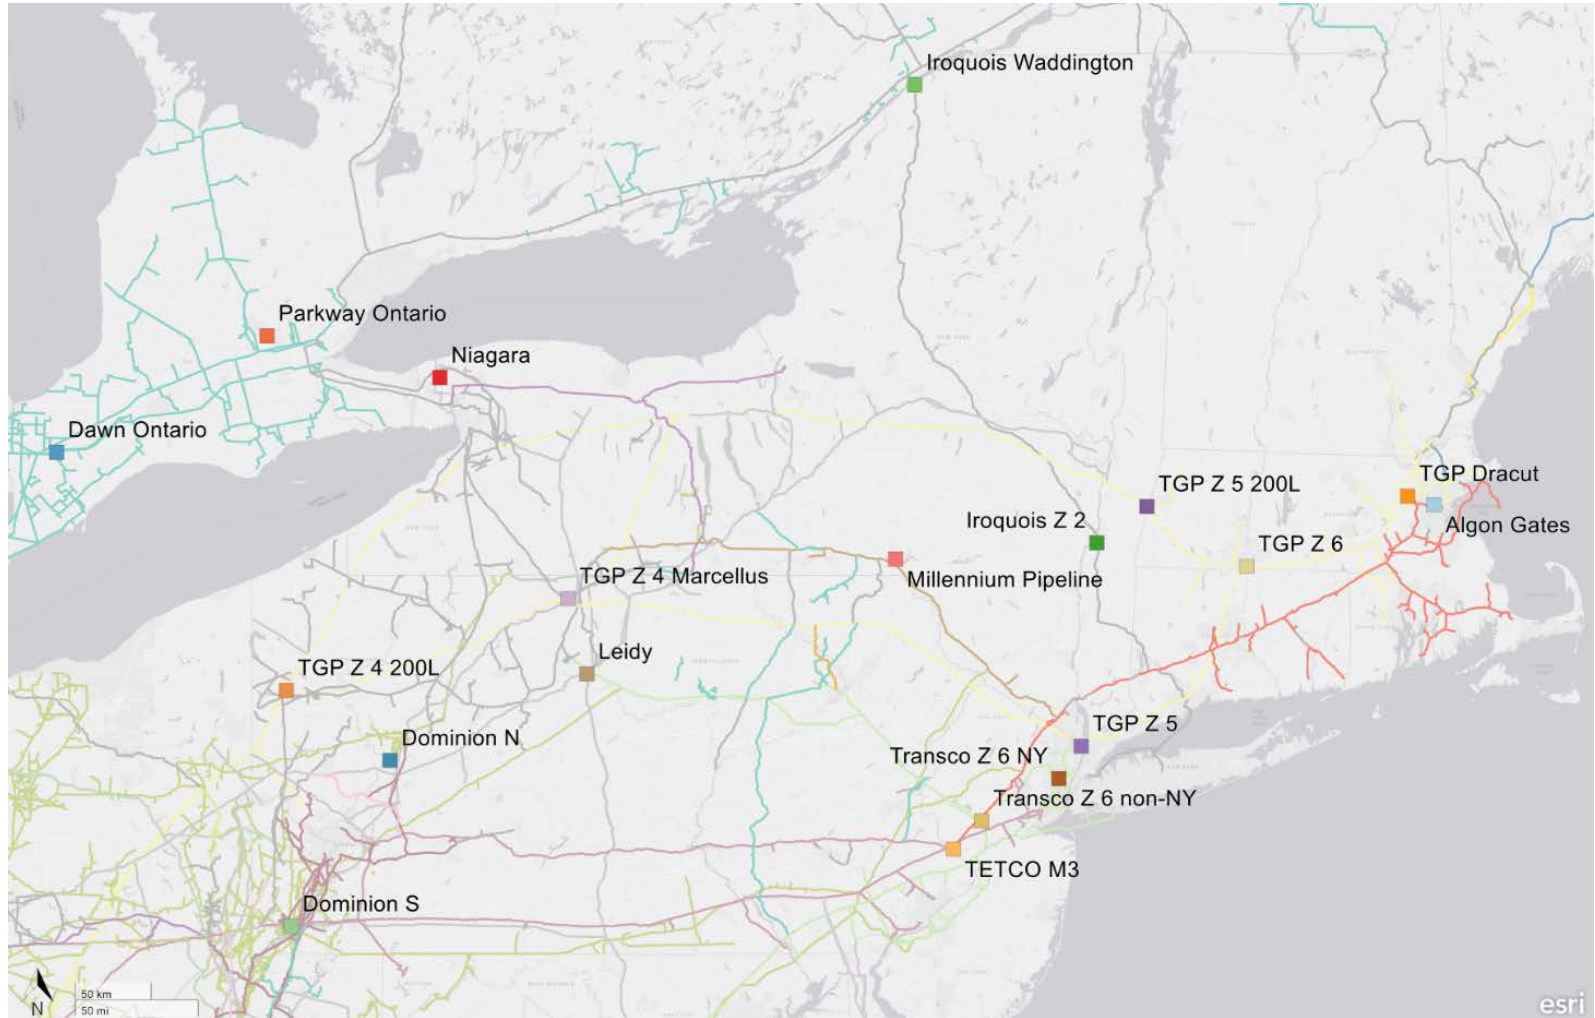 Iroquois Waddington
Parkway Ontario
Niagara
Dawn Ontario
TGP Dracut
TGP Z 5 200L
Iroquois Z 2
Algon Gates
TGP Z 6
TGP Z 4 Marcellus
Millennium Pipeline
Leidy
TGP Z 4 200L
TGP Z 5
Dominion N
Transco Z 6 NY
Transco Z 6 non-NY
TETCO M3
Dominion S
N
50 km
50 mi
esri